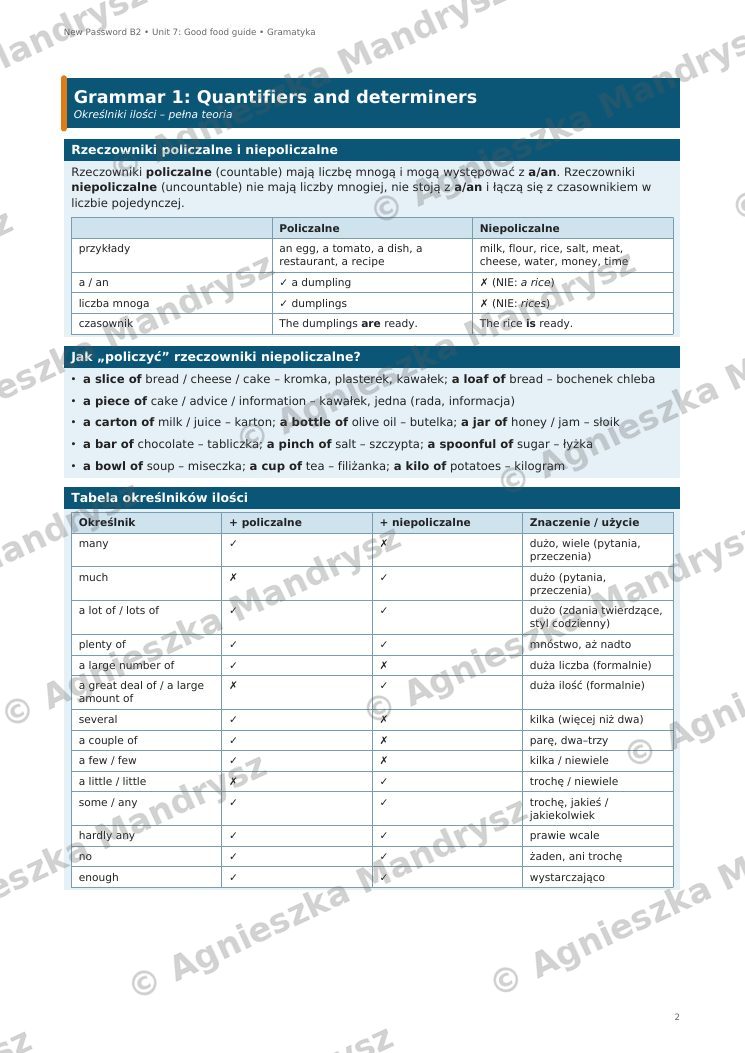 New Password B2 • Unit 7: Good food guide • Gramatyka
Grammar 1: Quantifiers and determiners
Określniki ilości – pełna teoria
Rzeczowniki policzalne i niepoliczalne
Rzeczowniki policzalne (countable) mają liczbę mnogą i mogą występować z a/an. Rzeczowniki
niepoliczalne (uncountable) nie mają liczby mnogiej, nie stoją z a/an i łączą się z czasownikiem w
liczbie pojedynczej.
Policzalne Niepoliczalne
przykłady an egg, a tomato, a dish, a milk, flour, rice, salt, meat,
restaurant, a recipe cheese, water, money, time
a / an ✓ a dumpling ✗ (NIE: a rice)
liczba mnoga ✓ dumplings ✗ (NIE: rices)
czasownik The dumplings are ready. The rice is ready.
Jak „policzyć” rzeczowniki niepoliczalne?
• a slice of bread / cheese / cake – kromka, plasterek, kawałek; a loaf of bread – bochenek chleba
• a piece of cake / advice / information – kawałek, jedna (rada, informacja)
• a carton of milk / juice – karton; a bottle of olive oil – butelka; a jar of honey / jam – słoik
• a bar of chocolate – tabliczka; a pinch of salt – szczypta; a spoonful of sugar – łyżka
• a bowl of soup – miseczka; a cup of tea – filiżanka; a kilo of potatoes – kilogram
Tabela określników ilości
Określnik + policzalne + niepoliczalne Znaczenie / użycie
many ✓ ✗ dużo, wiele (pytania,
przeczenia)
much ✗ ✓ dużo (pytania,
przeczenia)
a lot of / lots of ✓ ✓ dużo (zdania twierdzące,
styl codzienny)
plenty of ✓ ✓ mnóstwo, aż nadto
a large number of ✓ ✗ duża liczba (formalnie)
a great deal of / a large ✗ ✓ duża ilość (formalnie)
amount of
several ✓ ✗ kilka (więcej niż dwa)
a couple of ✓ ✗ parę, dwa–trzy
a few / few ✓ ✗ kilka / niewiele
a little / little ✗ ✓ trochę / niewiele
some / any ✓ ✓ trochę, jakieś /
jakiekolwiek
hardly any ✓ ✓ prawie wcale
no ✓ ✓ żaden, ani trochę
enough ✓ ✓ wystarczająco
© Agnieszka Mandrysz
2